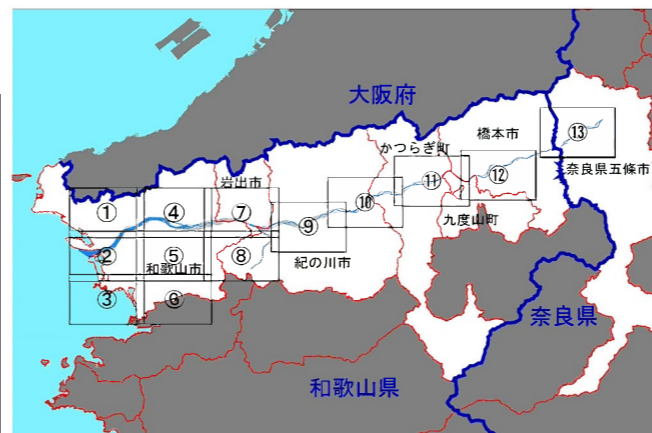 大阪府
⑬
橋本市
かつらぎ町
奈良県五條市
⑪
⑫
岩出市
⑩
①
④
⑦
⑨
九度山町
②
⑤
⑧
和歌山市
紀の川市
③
⑥
奈良県
和歌山県